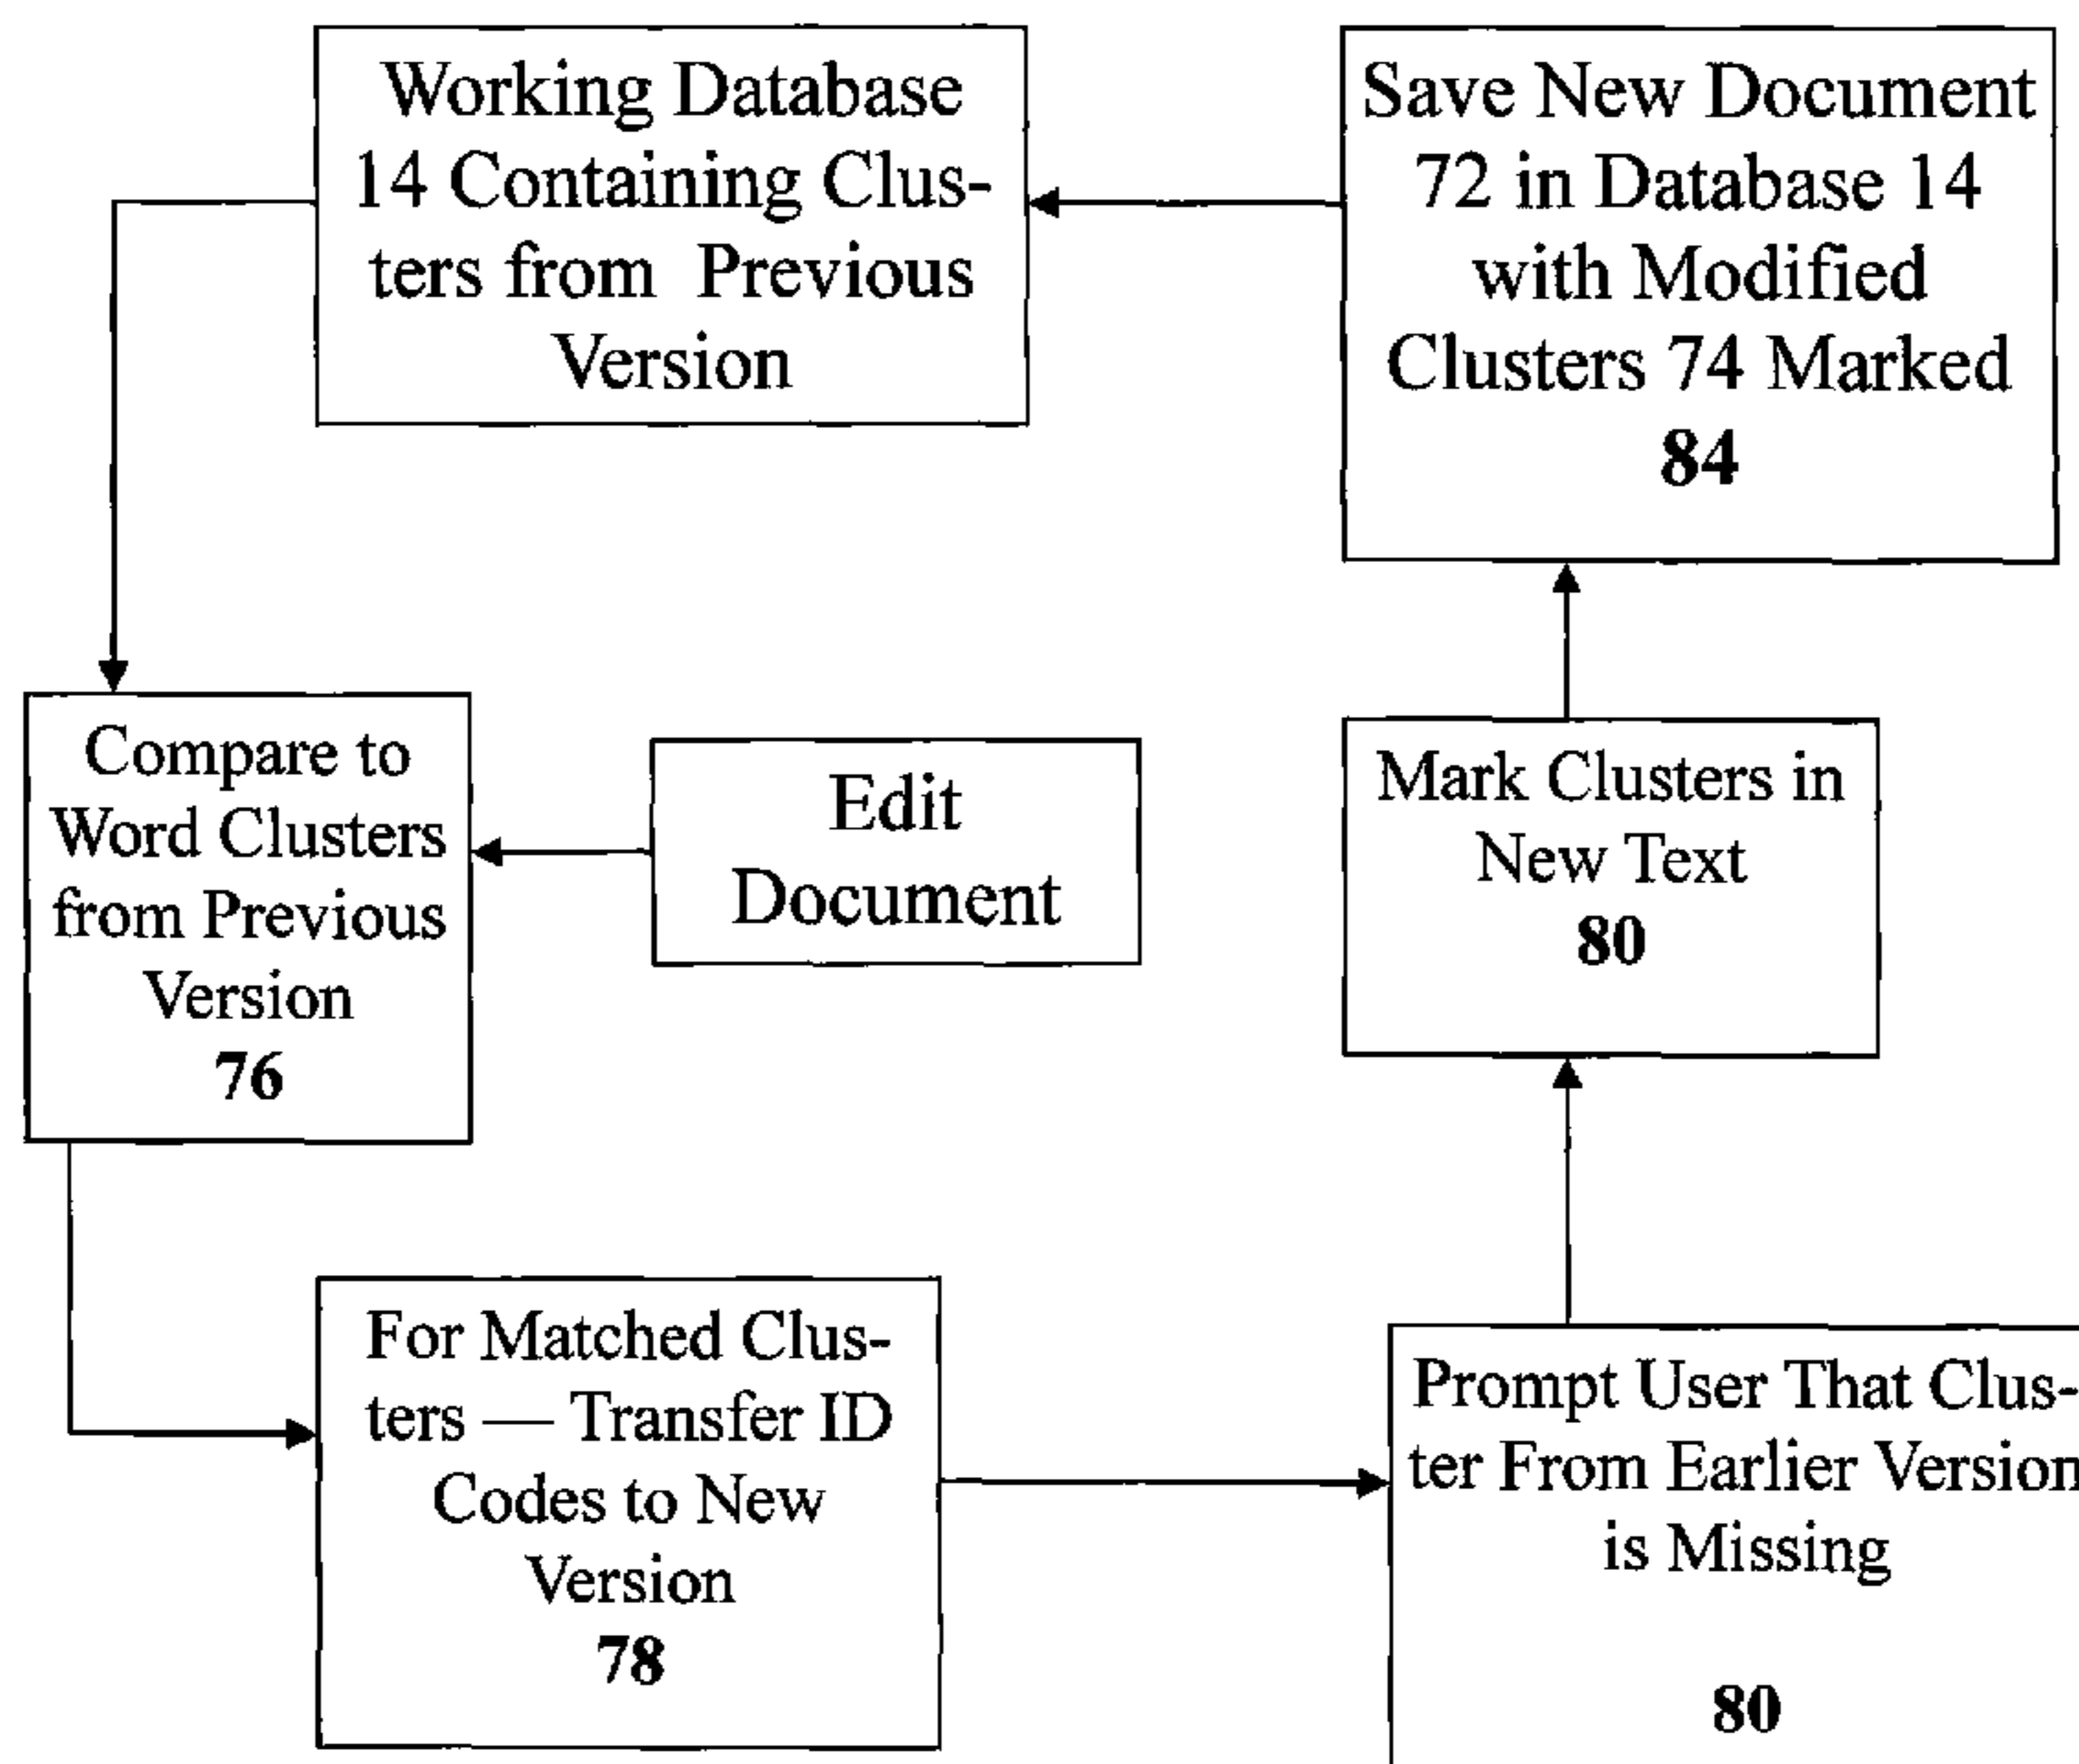 Working Database
14 Containing Clus-
ters from Previous
Version
Save New Document
72 in Database 14
with Modified
Clusters 74 Marked
84
Compare to
Word Clusters
from Previous
Version
76
Edit
Document
Mark Clusters in
New Text
80
For Matched Clus-
ters — Transfer ID
Codes to New
Version
78
Prompt User That Clus-
ter From Earlier Version
is Missing
80